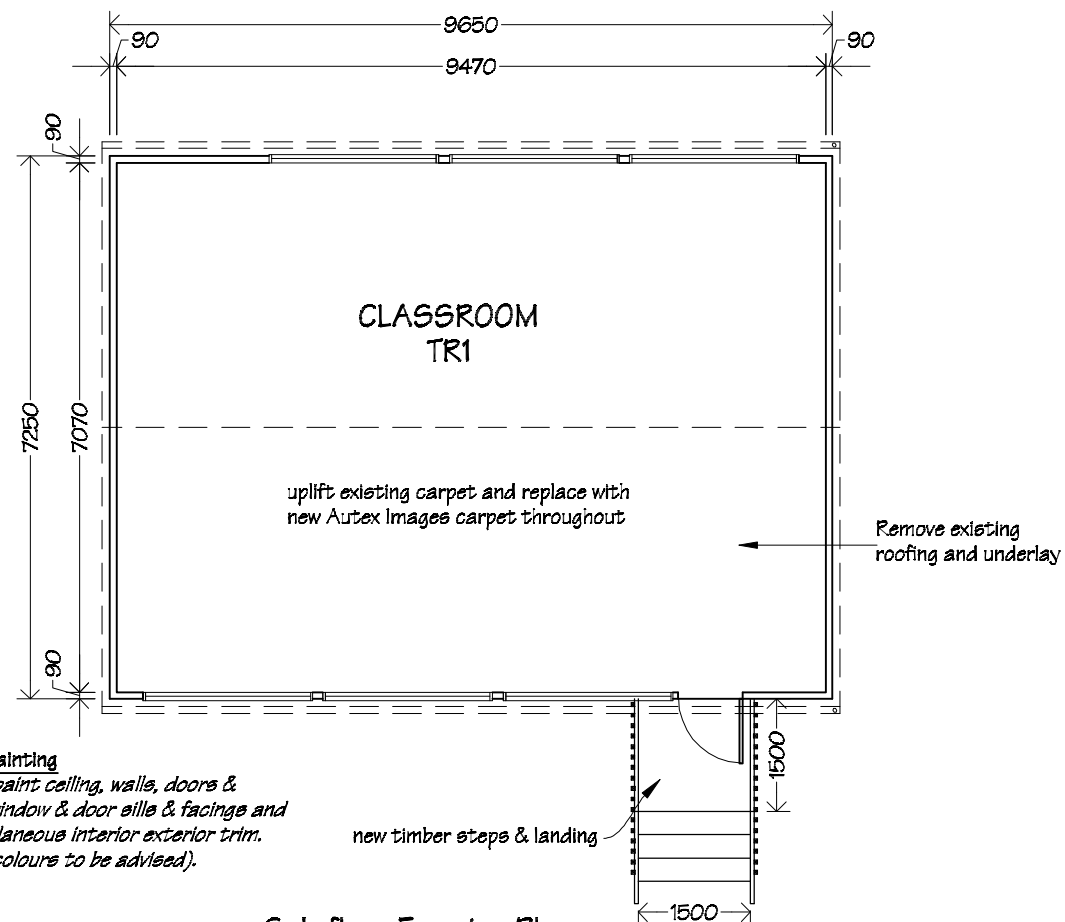 9650
90
90
9470
90
CLASSROOM
TR1
7250
7070
uplift existing carpet and replace with
new Autex Images carpet throughout
Remove existing
roofing and underlay
90
1500
ainting
paint ceiling, walls, doors &
indow & door sills & facings and
laneous interior exterior trim.
colours to be advised).
new timber steps & landing
1500